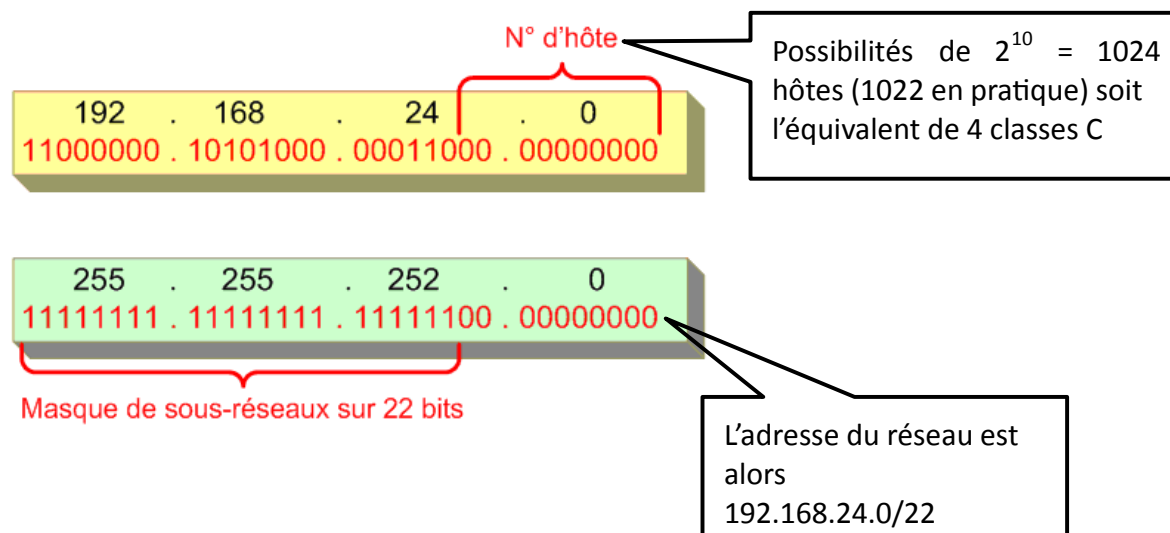 N° d'hôte
Possibilités de 2^10 = 1024
hôtes (1022 en pratique) soit
l'équivalent de 4 classes C
192 . 168 . 24 . 0
11000000 . 10101000 . 00011000 . 00000000
255 . 255 . 252 . 0
11111111 . 11111111 . 11111100 . 00000000
Masque de sous-réseaux sur 22 bits
L'adresse du réseau est
alors
192.168.24.0/22